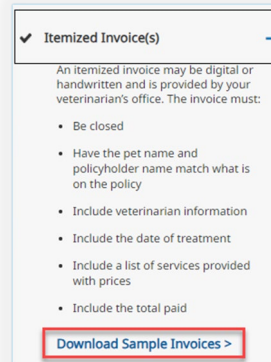 Itemized Invoice(s)
An itemized invoice may be digital or
handwritten and is provided by your
veterinarian's office. The invoice must:
• Be closed
• Have the pet name and
policyholder name match what is
on the policy
• Include veterinarian information
• Include the date of treatment
• Include a list of services provided
with prices
• Include the total paid
Download Sample Invoices >